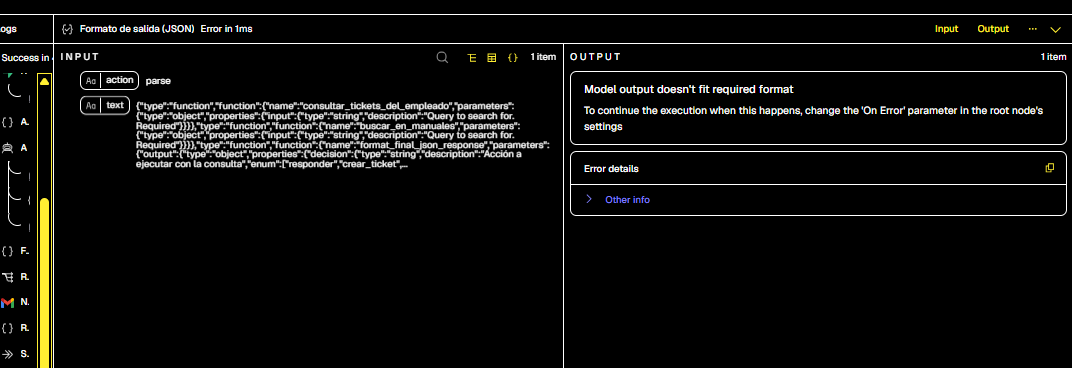 ogs
Formato de salida (JSON) Error in 1ms
Input Output ...
Success in
INPUT
1 item
OUTPUT
1 item
Aα action parse
Aα text
{"type":"function","function":{"name":"consultar_tickets_del_empleado","parameters":
{"type":"object","properties":{"input":{"type":"string","description":"Query to search for.
Required"}}}},"type":"function","function":{"name":"buscar_en_manuales","parameters":
{"type":"object","properties":{"input":{"type":"string","description":"Query to search for.
Required"}}}},"type":"function","function":{"name":"format_final_json_response","parameters":
{"output":{"type":"object","properties":{"decision":{"type":"string","description":"Acción a
ejecutar con la consulta","enum":["responder","crear_ticket",...
Model output doesn't fit required format
To continue the execution when this happens, change the 'On Error' parameter in the root node's
settings
Error details
Other info
A.
A
F.
R.
N.
R.
S.